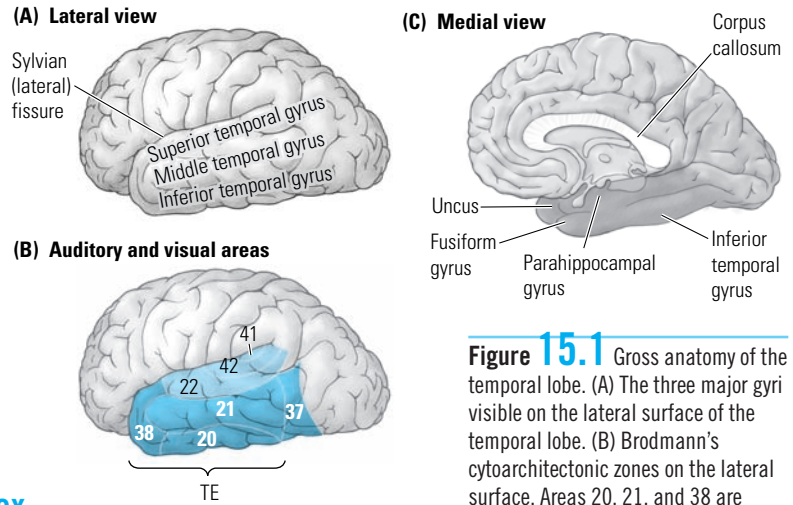 (A) Lateral view
Sylvian
(lateral)
fissure
Superior temporal gyrus
Middle temporal gyrus
Inferior temporal gyrus
(B) Auditory and visual areas
41
42
22
21
37
38
20
TE
(C) Medial view
Corpus
callosum
Uncus
Fusiform
gyrus
Parahippocampal
gyrus
Inferior
temporal
gyrus
Figure 15.1 Gross anatomy of the
temporal lobe. (A) The three major gyri
visible on the lateral surface of the
temporal lobe. (B) Brodmann's
cytoarchitectonic zones on the lateral
surface. Areas 20, 21, and 38 are